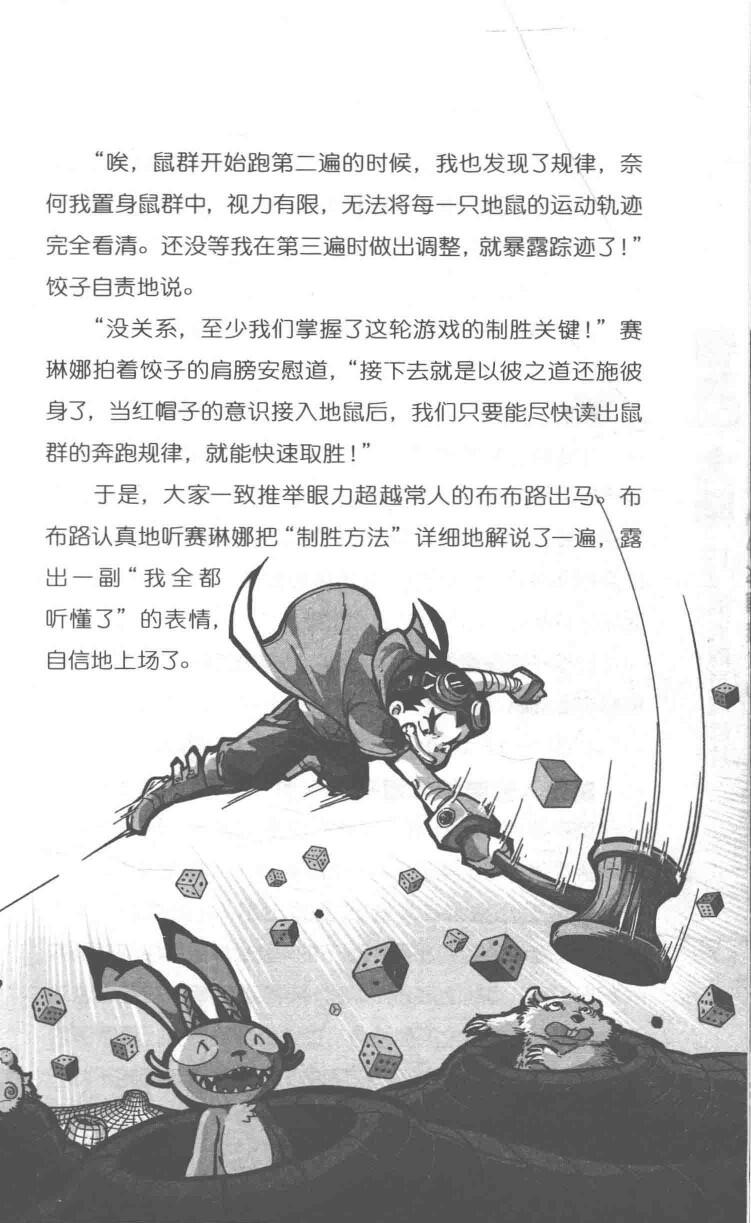 “唉，鼠群开始跑第二遍的时候，我也发现了规律，奈
何我置身鼠群中，视力有限，无法将每一只地鼠的运动轨迹
完全看清。还没等我在第三遍时做出调整，就暴露踪迹了！”
饺子自责地说。
“没关系，至少我们掌握了这轮游戏的制胜关键！”赛
琳娜拍着饺子的肩膀安慰道，“接下去就是以彼之道还施彼
身了，当红帽子的意识接入地鼠后，我们只要能尽快读出鼠
群的奔跑规律，就能快速取胜！”
于是，大家一致推举眼力超越常人的布布路出马。布
布路认真地听赛琳娜把“制胜方法”详细地解说了一遍，露
出一副“我全都
听懂了”的表情，
自信地上场了。